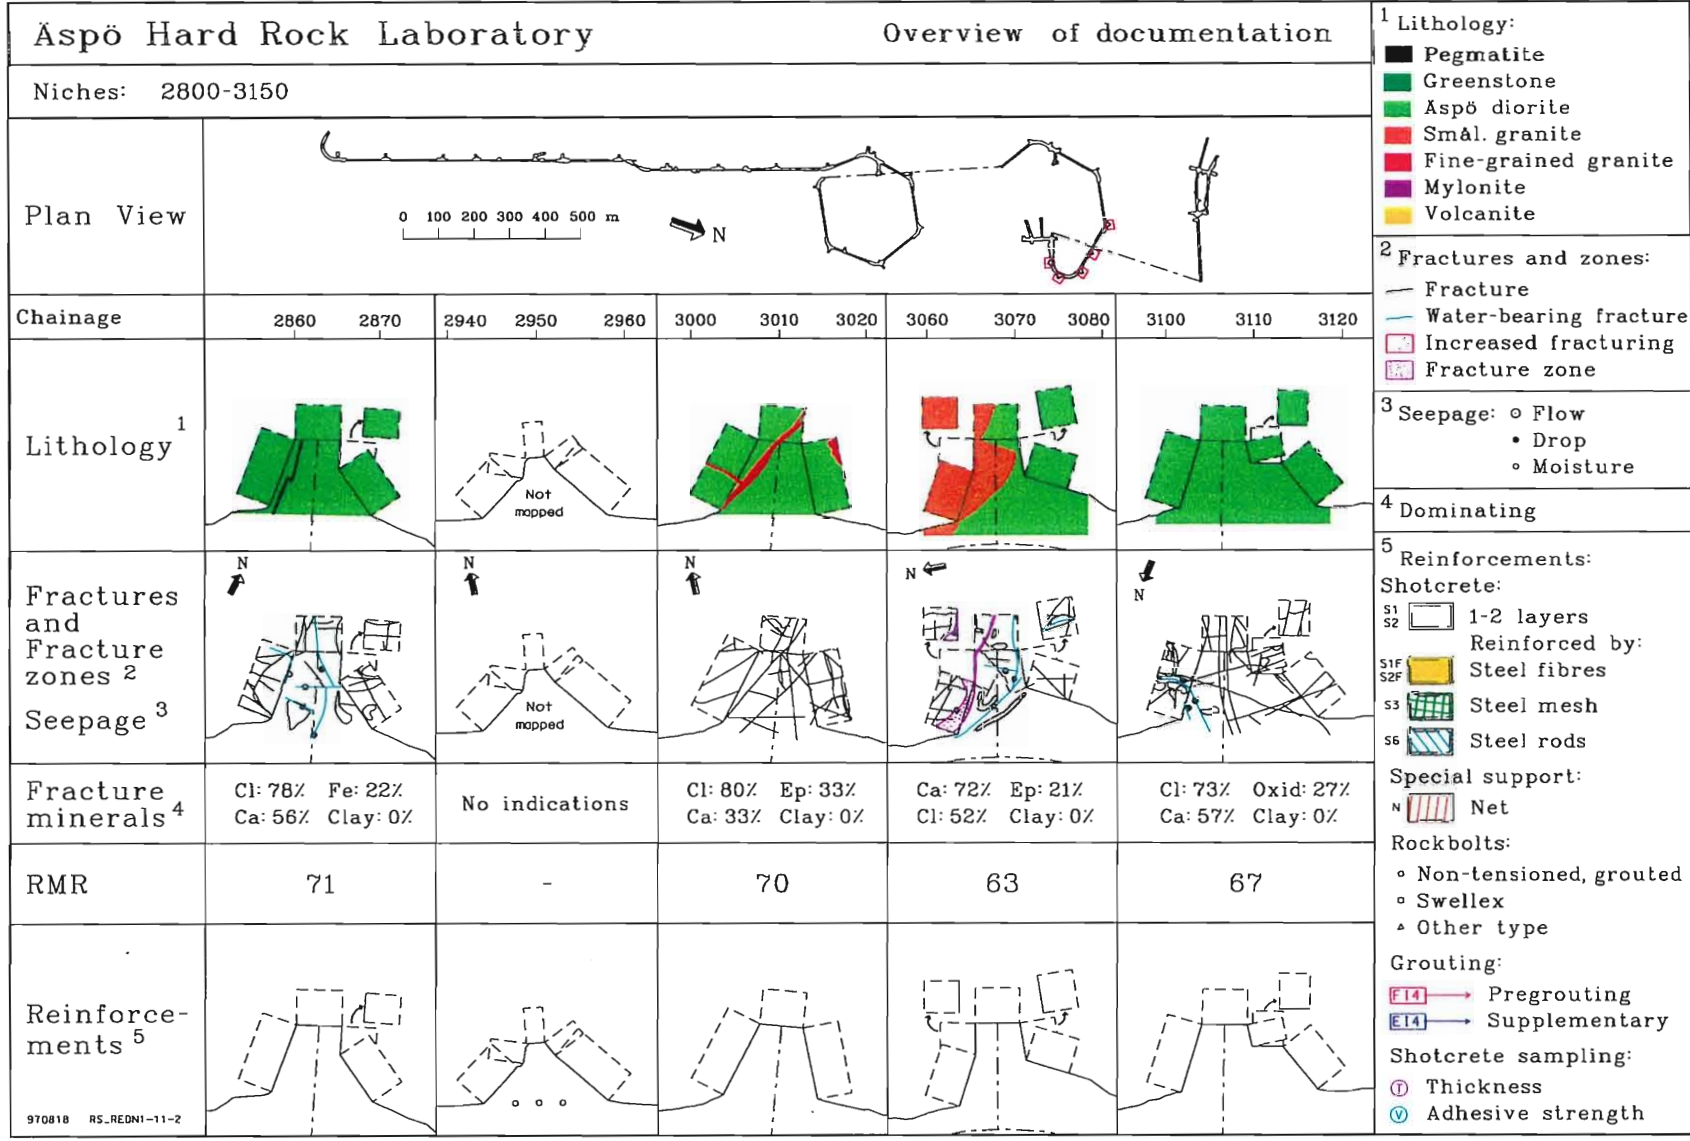 Äspö Hard Rock Laboratory
Overview of documentation
Niches: 2800-3150
Plan View
0 100 200 300 400 500 m
N
Chainage
2860 2870
2940 2950 2960
3000 3010 3020
3060 3070 3080
3100 3110 3120
Lithology 1
Not
mapped
Fractures
and
Fracture
zones 2
Seepage 3
N
N
Not
mapped
N
N
N
Fracture
minerals 4
Cl: 78% Fe: 22%
Ca: 56% Clay: 0%
No indications
Cl: 80% Ep: 33%
Ca: 33% Clay: 0%
Ca: 72% Ep: 21%
Cl: 52% Clay: 0%
Cl: 73% Oxid: 27%
Ca: 57% Clay: 0%
RMR
71
-
70
63
67
Reinforce-
ments 5
970818 RS_REDN1-11-2
1 Lithology:
Pegmatite
Greenstone
Äspö diorite
Smål. granite
Fine-grained granite
Mylonite
Volcanite
2 Fractures and zones:
Fracture
Water-bearing fracture
Increased fracturing
Fracture zone
3 Seepage: Flow
Drop
Moisture
4 Dominating
5 Reinforcements:
Shotcrete:
S1
S2 1-2 layers
Reinforced by:
S1F
S2F Steel fibres
S3 Steel mesh
S6 Steel rods
Special support:
N Net
Rockbolts:
Non-tensioned, grouted
Swellex
Other type
Grouting:
F14 Pregrouting
E14 Supplementary
Shotcrete sampling:
T Thickness
V Adhesive strength